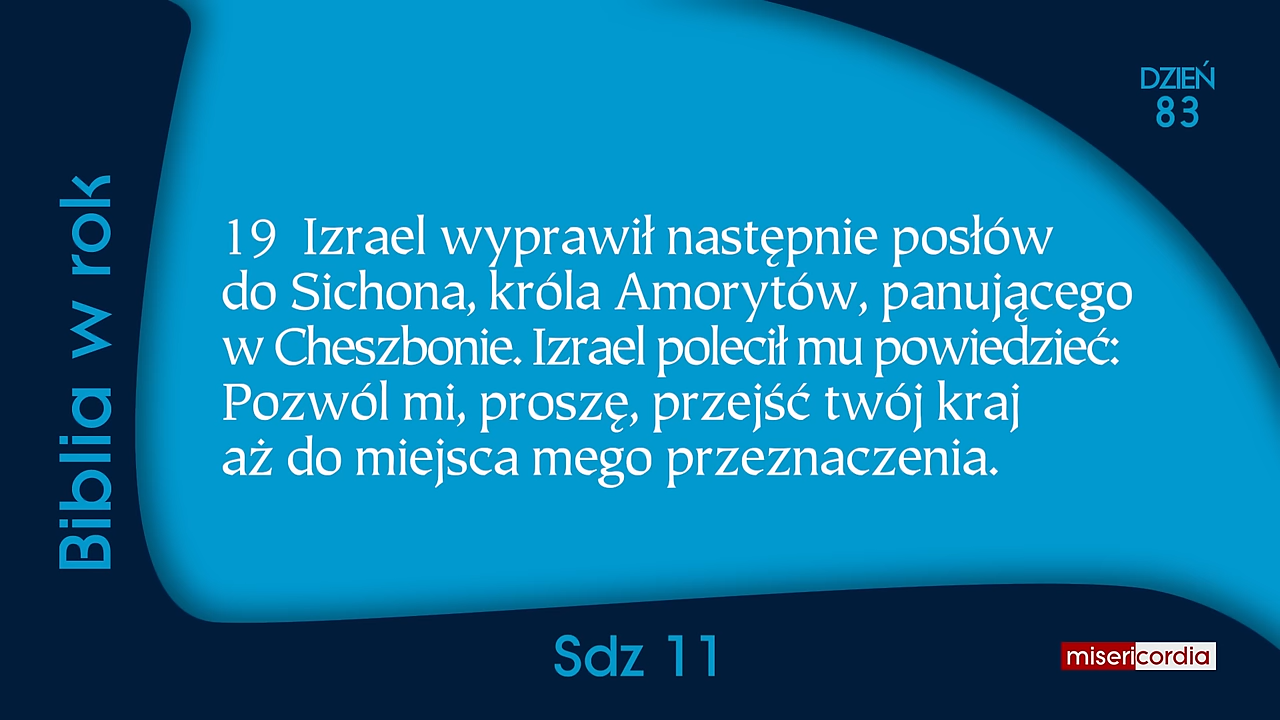 DZIEŃ
83
Biblia w rok
19 Izrael wyprawił następnie posłów
do Sichona, króla Amorytów, panującego
w Cheszbonie. Izrael polecił mu powiedzieć:
Pozwól mi, proszę, przejść twój kraj
aż do miejsca mego przeznaczenia.
Sdz 11
misericordia